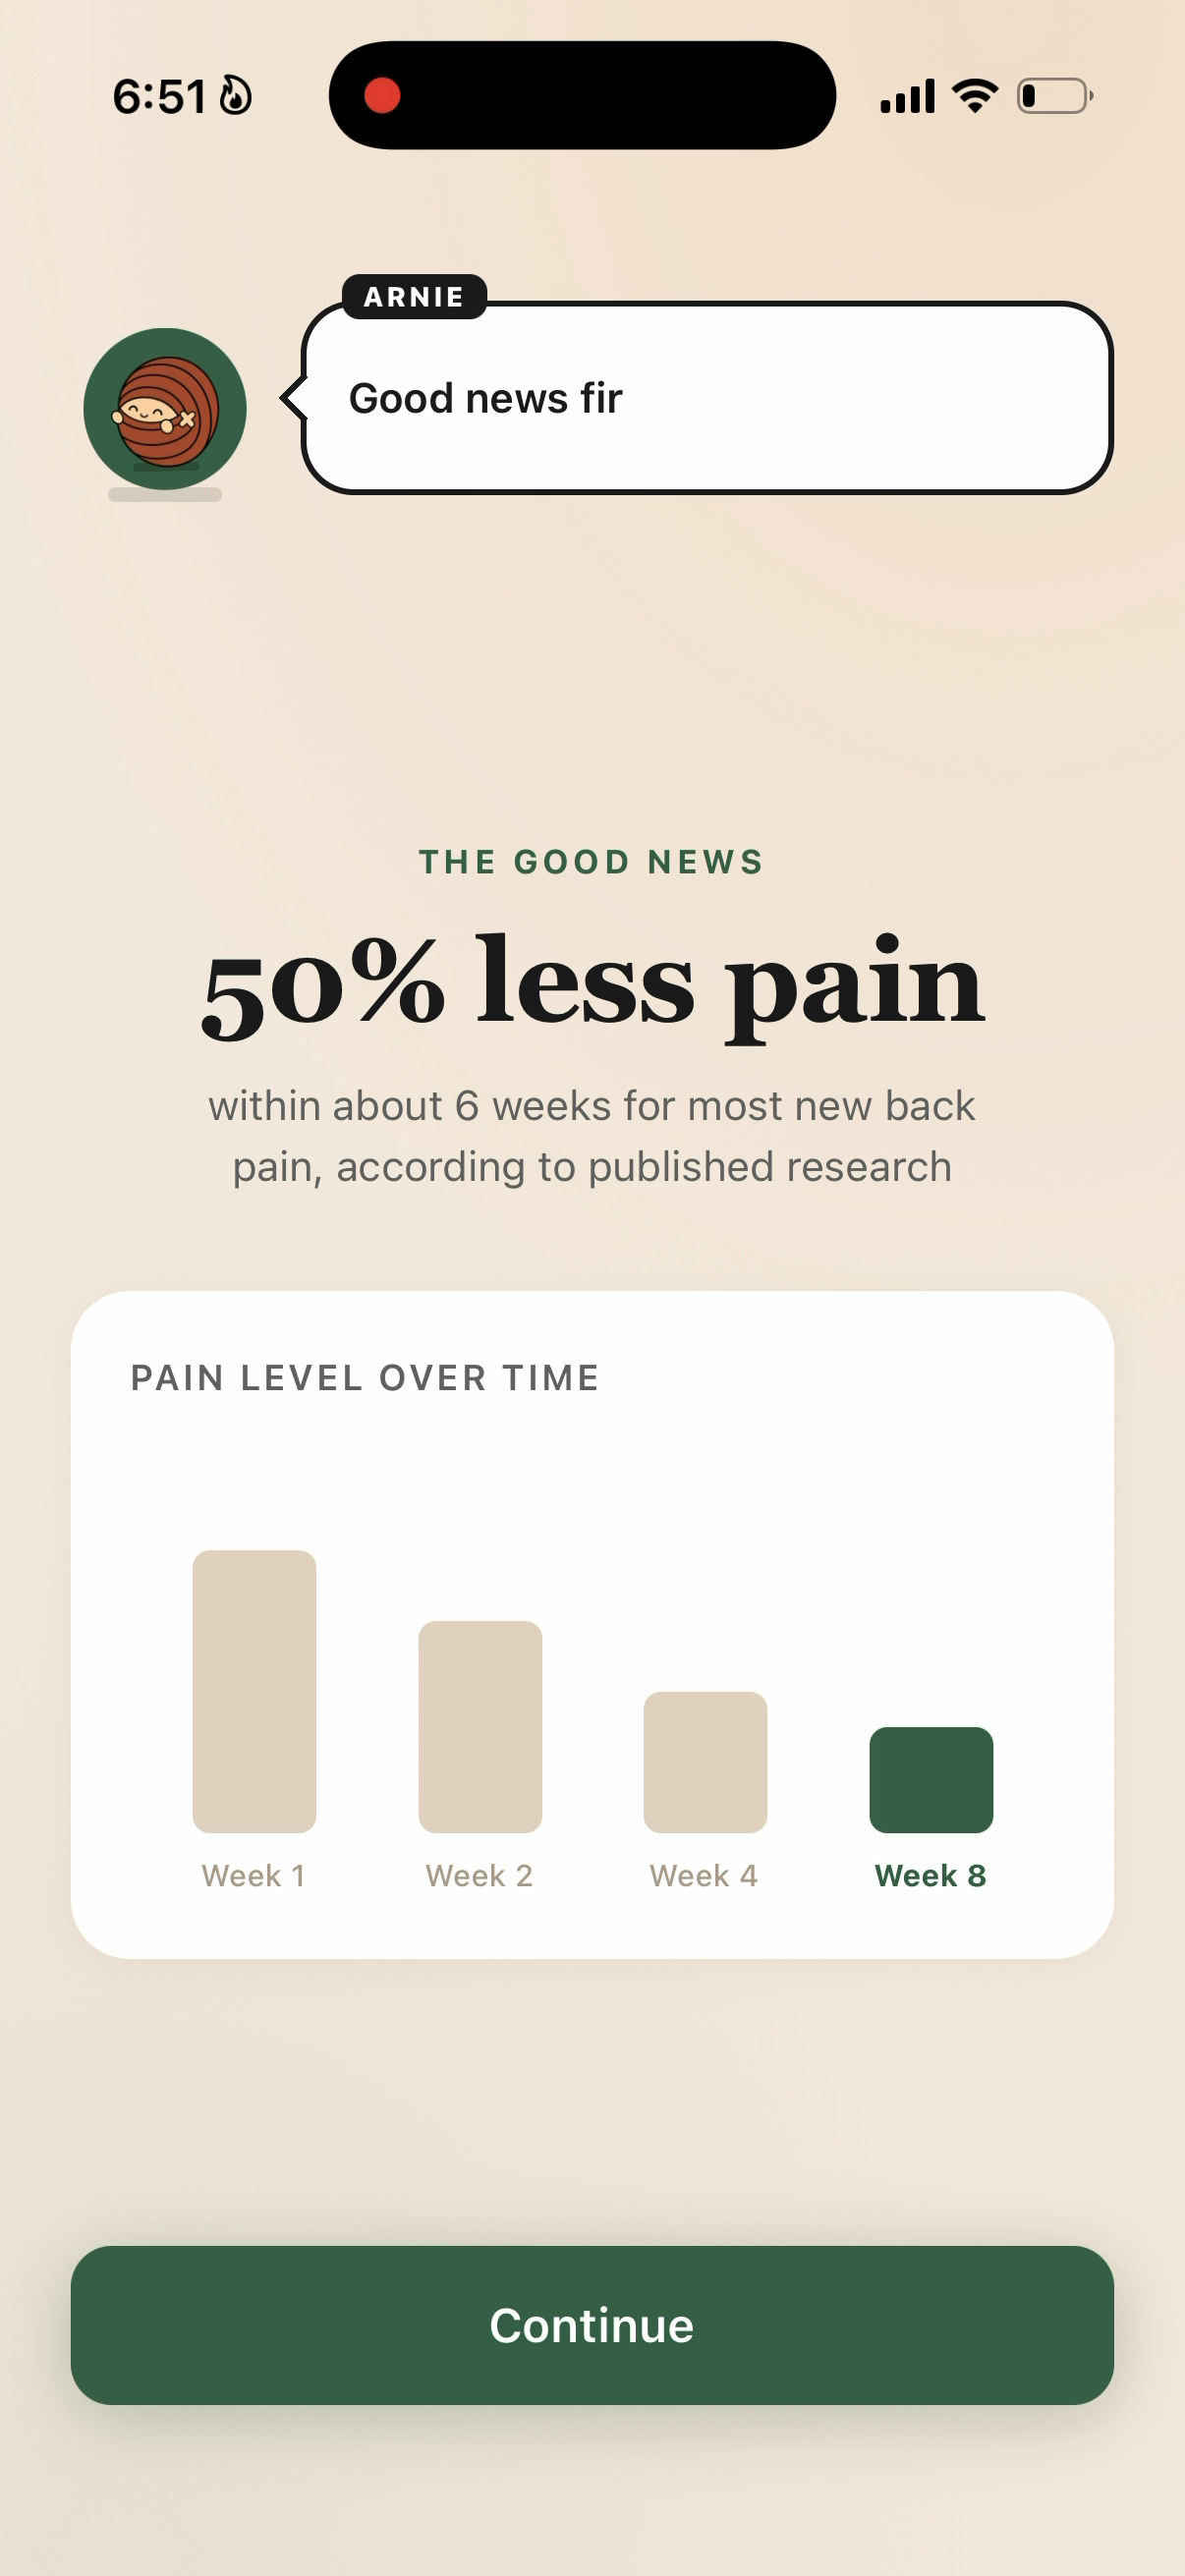 6:51
ARNIE
Good news fir
THE GOOD NEWS
50% less pain
within about 6 weeks for most new back
pain, according to published research
PAIN LEVEL OVER TIME
Week 1 Week 2 Week 4 Week 8
Continue